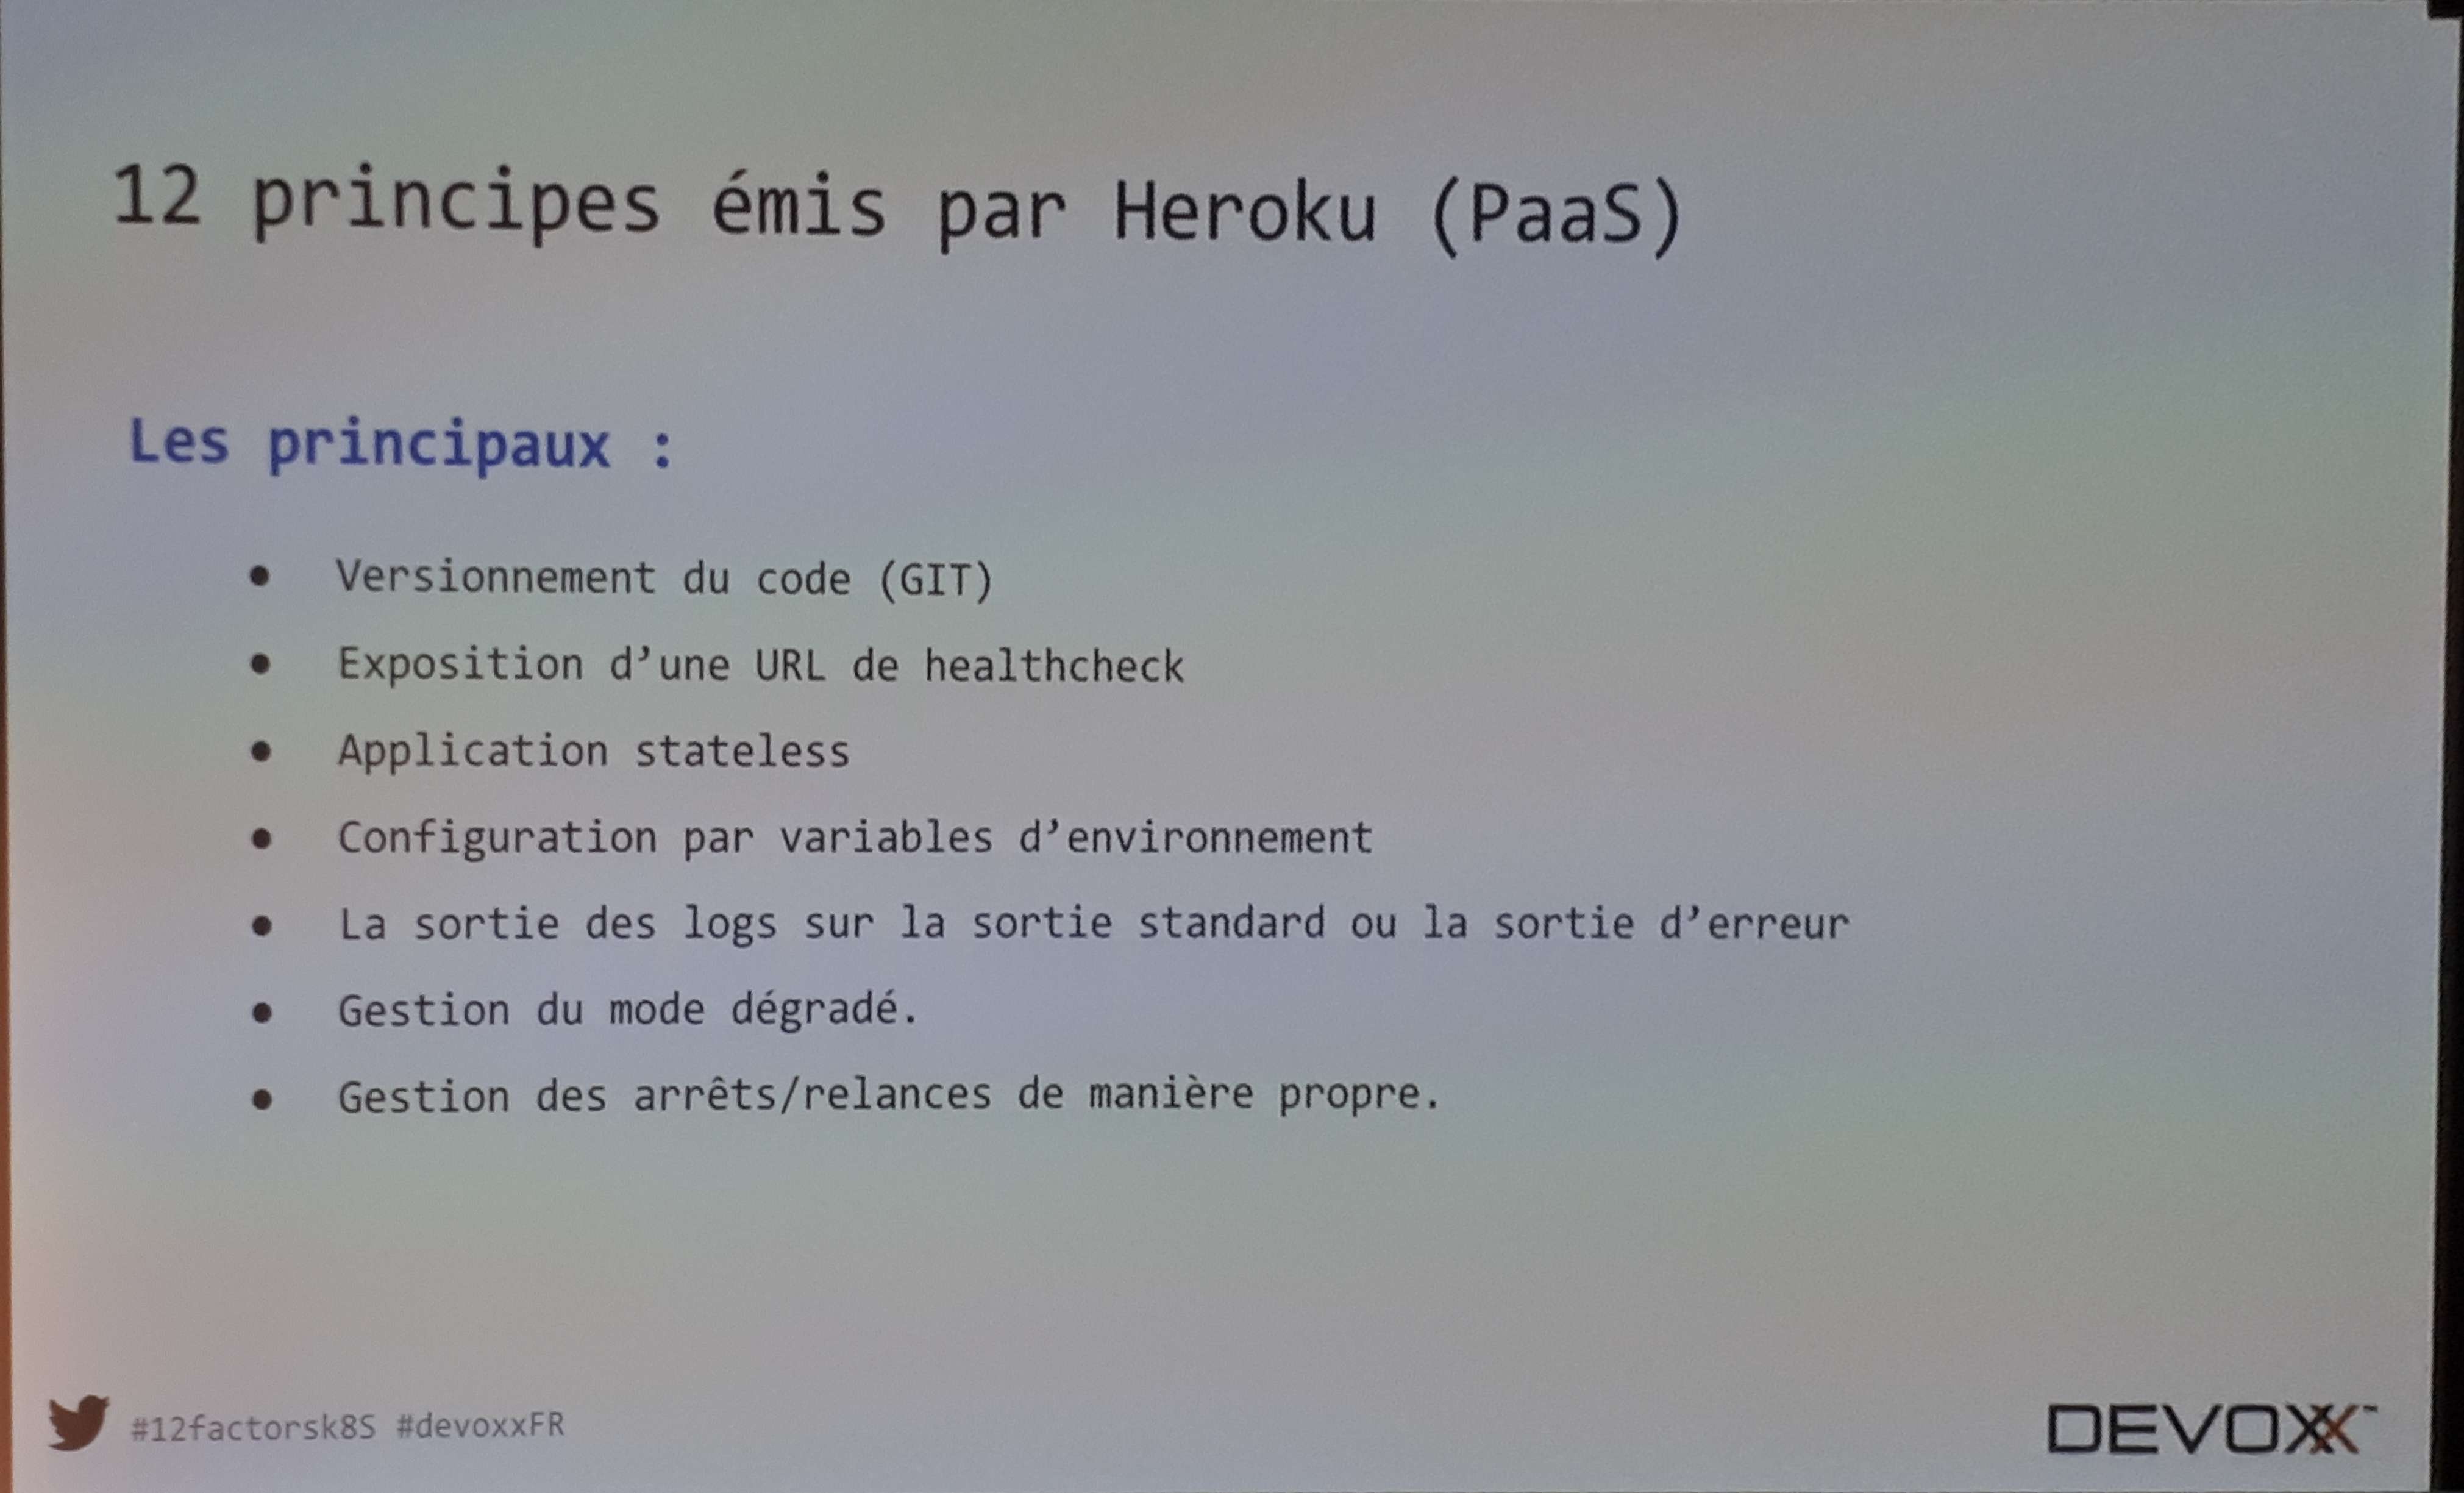 12 principes émis par Heroku (PaaS)
Les principaux :
● Versionnement du code (GIT)
● Exposition d’une URL de healthcheck
● Application stateless
● Configuration par variables d’environnement
● La sortie des logs sur la sortie standard ou la sortie d’erreur
● Gestion du mode dégradé.
● Gestion des arrêts/relances de manière propre.
#12factorsk8S #devoxxFR
DEVOXX™